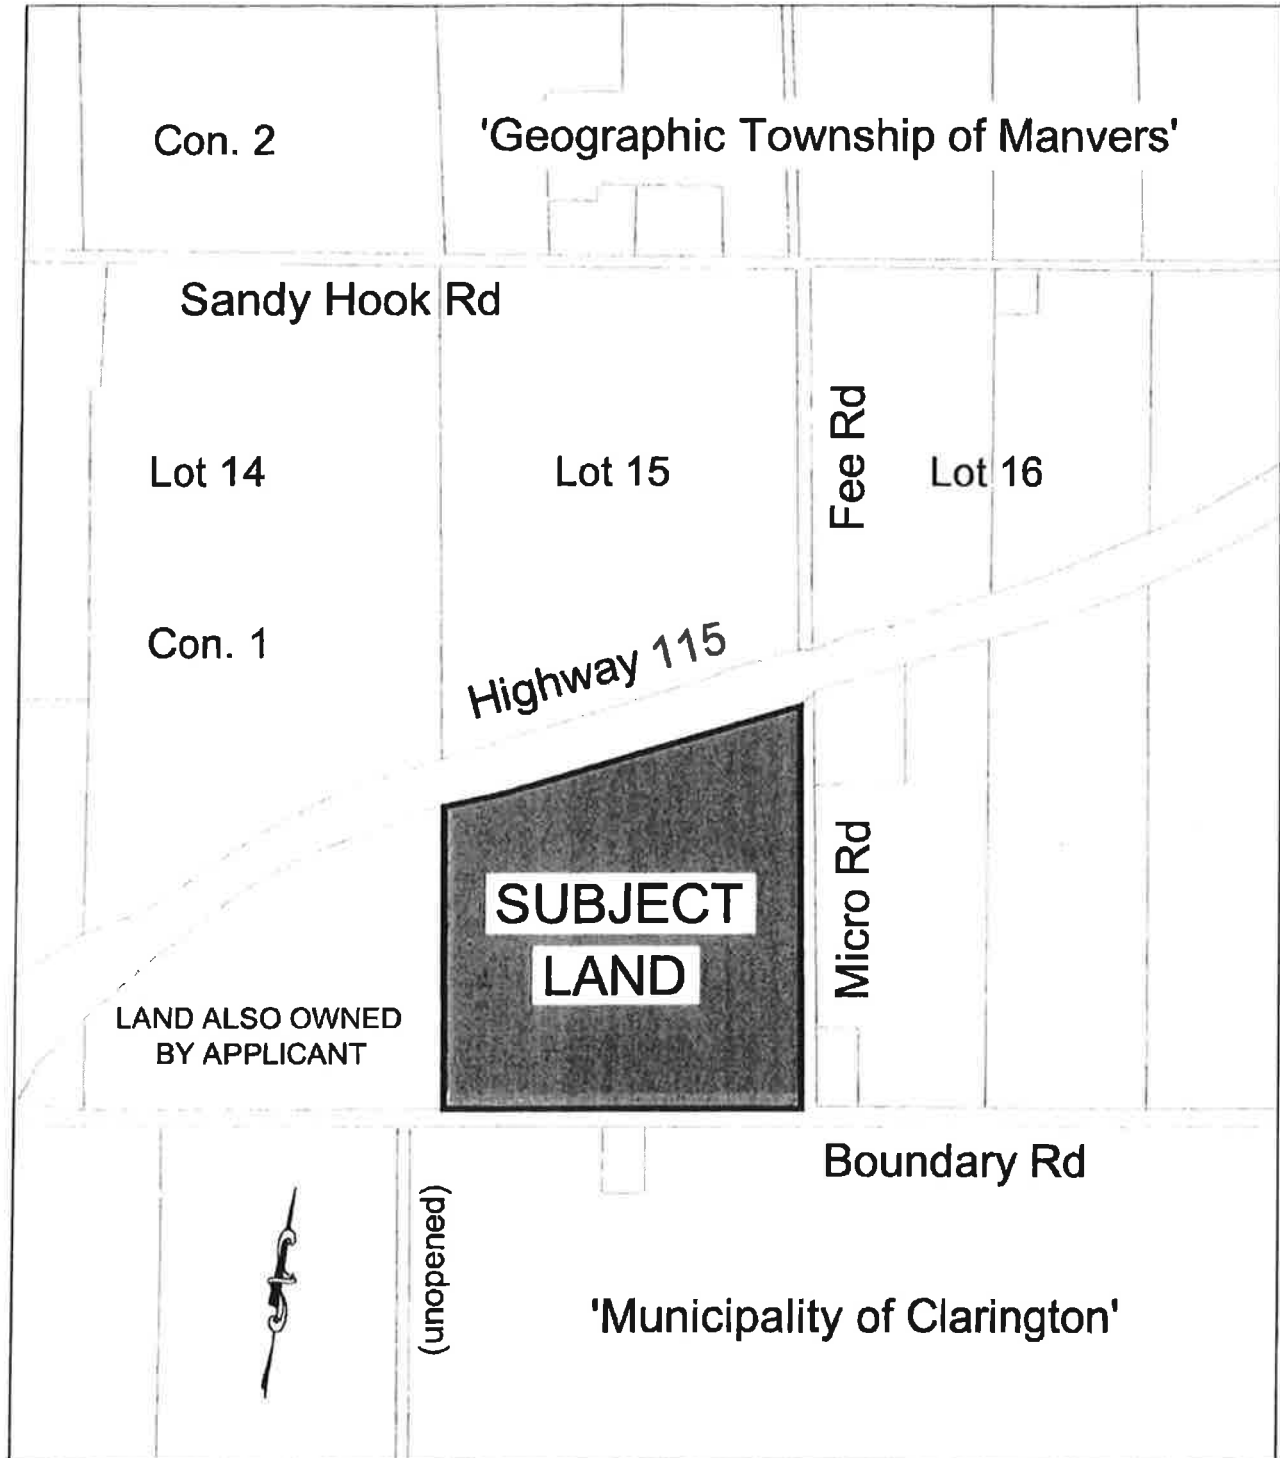 Con. 2
'Geographic Township of Manvers'
Sandy Hook Rd
Lot 14
Lot 15
Fee Rd
Lot 16
Con. 1
Highway 115
SUBJECT
LAND
Micro Rd
LAND ALSO OWNED
BY APPLICANT
Boundary Rd
(unopened)
'Municipality of Clarington'